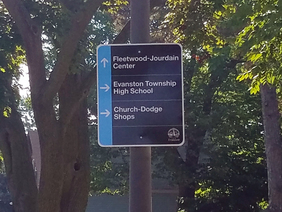 Fleetwood-Jourdain
Center
Evanston Township
High School
Church-Dodge
Shops